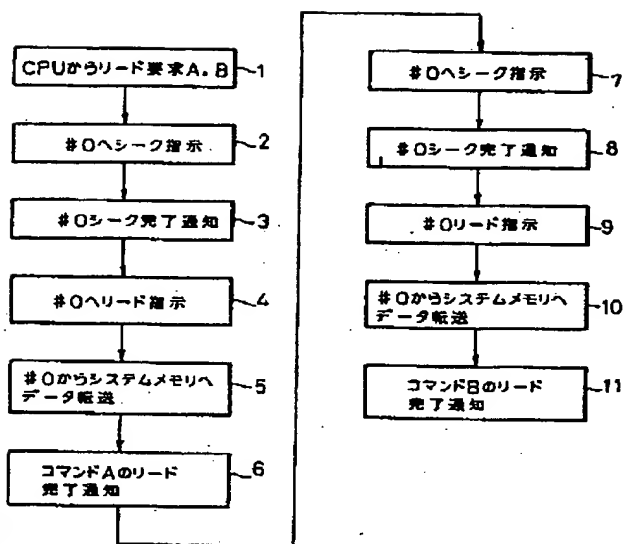 CPUからリード要求A.B
1
#0へシーク指示
2
#0シーク完了通知
3
#0へリード指示
4
#0からシステムメモリへ
データ転送
5
コマンドAのリード
完了通知
6
#0へシーク指示
7
#0シーク完了通知
8
#0リード指示
9
#0からシステムメモリへ
データ転送
10
コマンドBのリード
完了通知
11